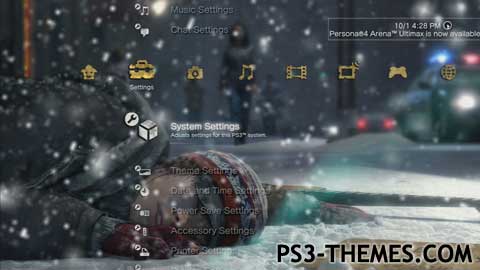 Music Settings
Chat Settings
10/1 4:28 PM
Persona®4 Arena™ Ultimax is now available
Settings
System Settings
Adjusts settings for this PS3™ system.
Theme Settings
Date and Time Settings
Power Save Settings
Accessory Settings
Printer Settings
PS3-THEMES.COM